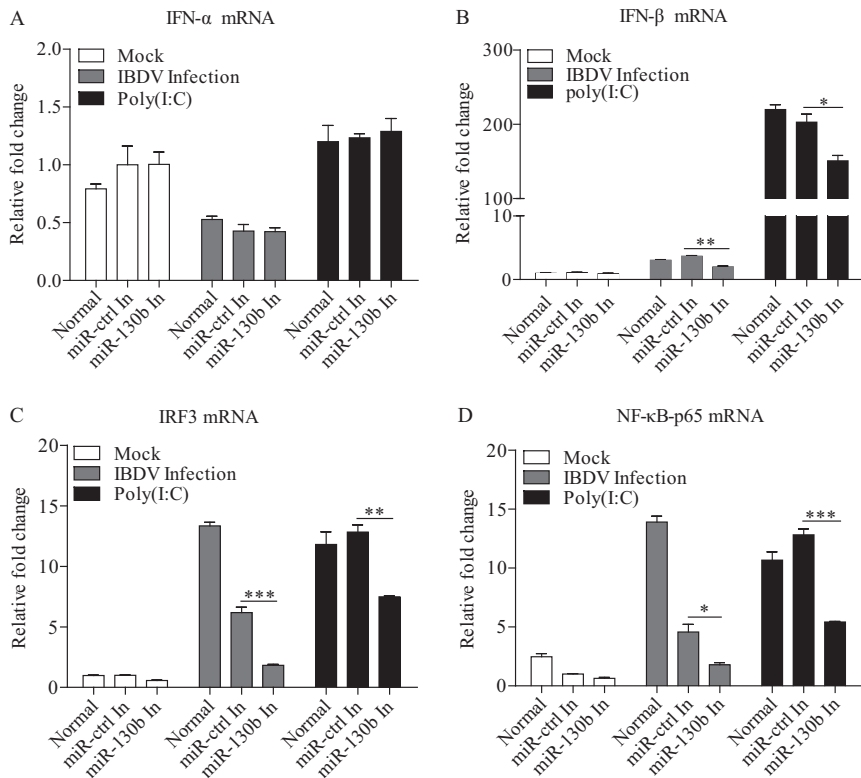 A
IFN-α mRNA
Mock
IBDV Infection
Poly(I:C)
Relative fold change
2.0
1.5
1.0
0.5
0.0
Normal
miR-ctrl In
miR-130b In
Normal
miR-ctrl In
miR-130b In
Normal
miR-ctrl In
miR-130b In
B
IFN-β mRNA
Mock
IBDV Infection
poly(I:C)
Relative fold change
300
200
100
10
0
**
*
Normal
miR-ctrl In
miR-130b In
Normal
miR-ctrl In
miR-130b In
Normal
miR-ctrl In
miR-130b In
C
IRF3 mRNA
Mock
IBDV Infection
Poly(I:C)
Relative fold change
20
15
10
5
0
***
**
Normal
miR-ctrl In
miR-130b In
Normal
miR-ctrl In
miR-130b In
Normal
miR-ctrl In
miR-130b In
D
NF-κB-p65 mRNA
Mock
IBDV Infection
Poly(I:C)
Relative fold change
20
15
10
5
0
*
***
Normal
miR-ctrl In
miR-130b In
Normal
miR-ctrl In
miR-130b In
Normal
miR-ctrl In
miR-130b In